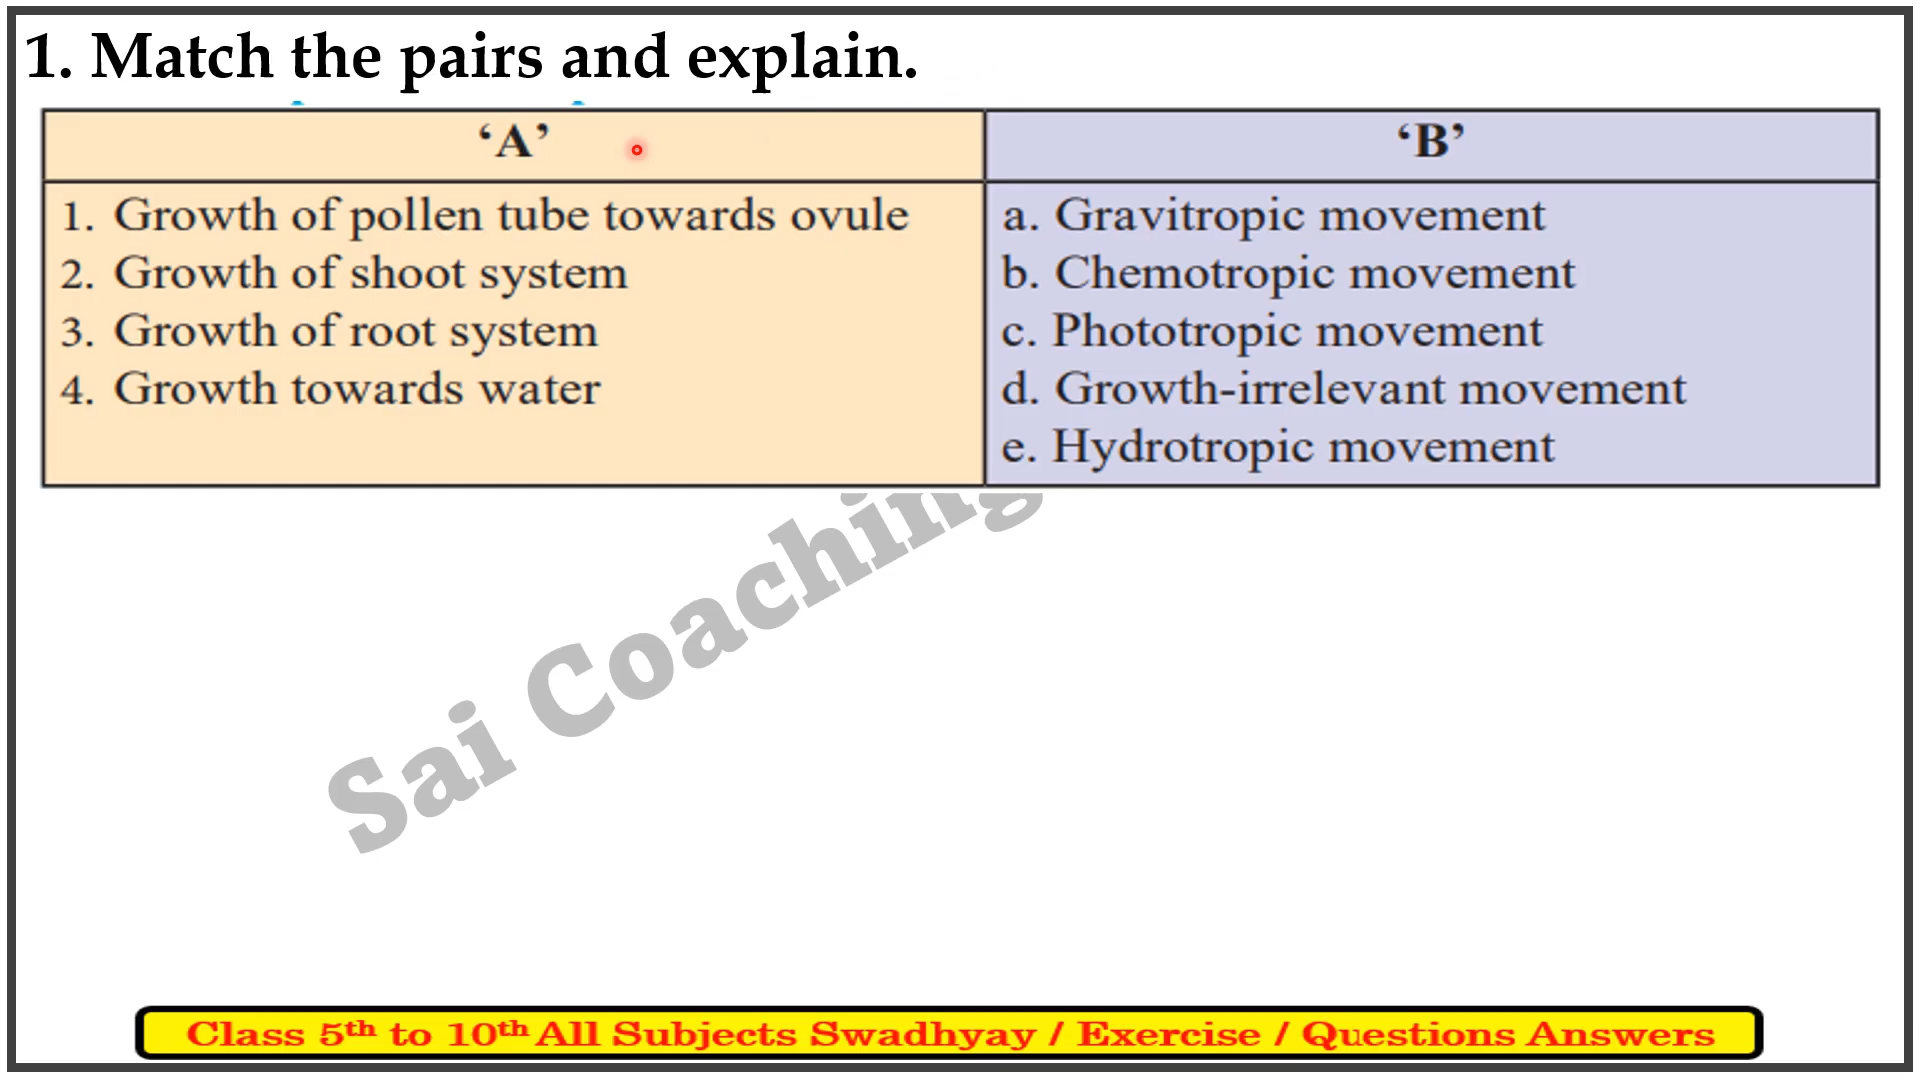 1. Match the pairs and explain.
‘A’
‘B’
1. Growth of pollen tube towards ovule
2. Growth of shoot system
3. Growth of root system
4. Growth towards water
a. Gravitropic movement
b. Chemotropic movement
c. Phototropic movement
d. Growth-irrelevant movement
e. Hydrotropic movement
Sai Coaching
Class 5th to 10th All Subjects Swadhyay / Exercise / Questions Answers